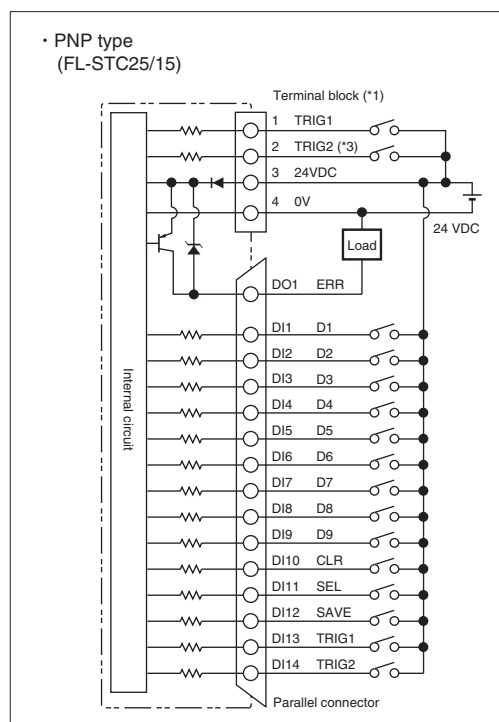 ・PNP type
(FL-STC25/15)
Terminal block (*1)
1 TRIG1
2 TRIG2 (*3)
3 24VDC
4 0V
24 VDC
Load
DO1 ERR
DI1 D1
DI2 D2
DI3 D3
DI4 D4
DI5 D5
DI6 D6
DI7 D7
DI8 D8
DI9 D9
DI10 CLR
DI11 SEL
DI12 SAVE
DI13 TRIG1
DI14 TRIG2
Internal circuit
Parallel connector